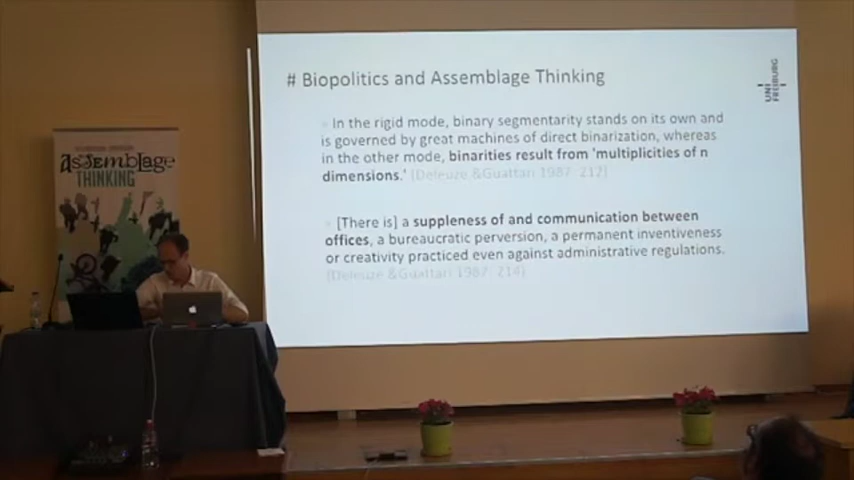 # Biopolitics and Assemblage Thinking
UNI
FREIBURG
In the rigid mode, binary segmentarity stands on its own and
is governed by great machines of direct binarization, whereas
in the other mode, binarities result from 'multiplicities of n
dimensions.' (Deleuze &Guattari 1987: 212)
[There is] a suppleness of and communication between
offices, a bureaucratic perversion, a permanent inventiveness
or creativity practiced even against administrative regulations.
(Deleuze &Guattari 1987: 214)
Assemblage
THINKING